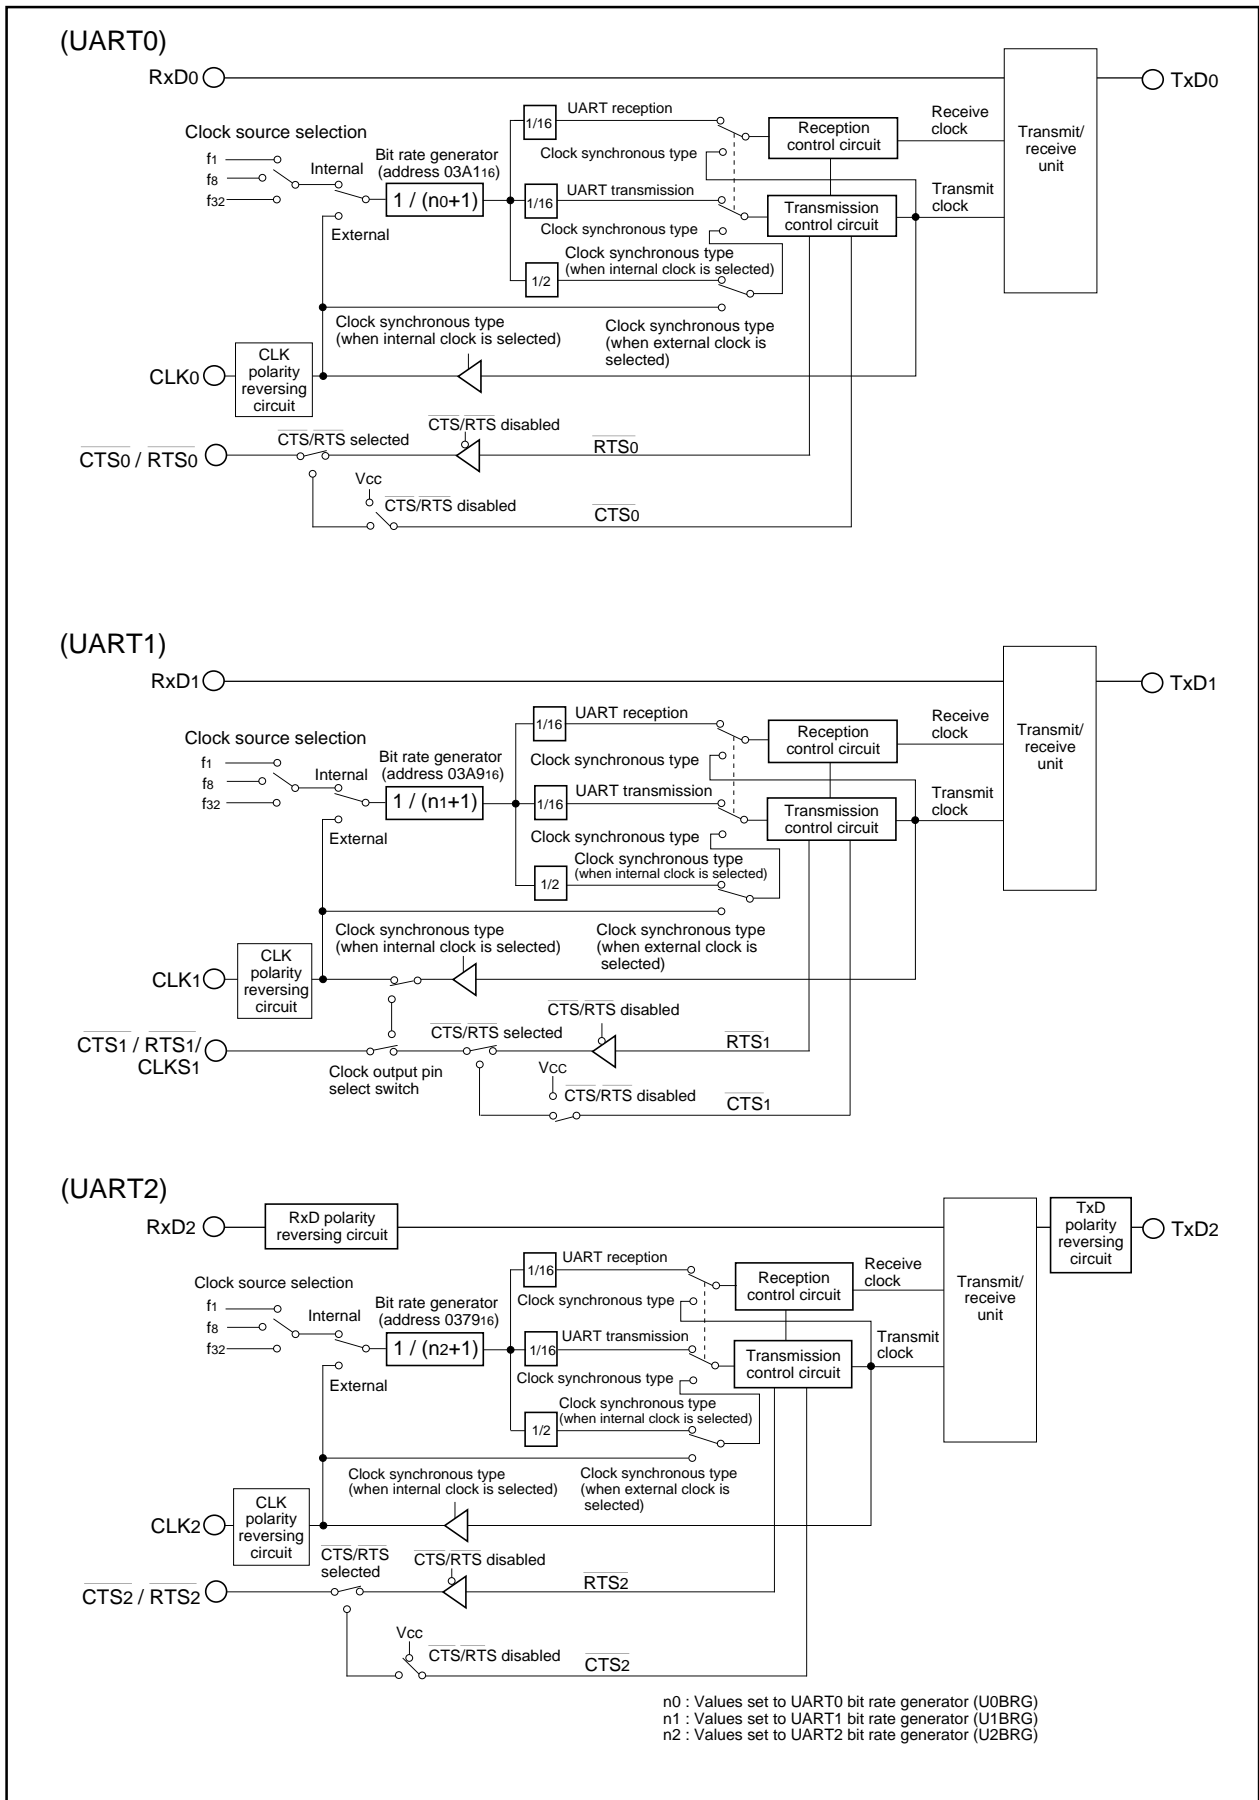 (UART0)
RxD0
TxD0
UART reception
1/16
Receive
clock
Reception
control circuit
Transmit/
receive
unit
Clock source selection
Clock synchronous type
Bit rate generator
(address 03A116)
f1
Internal
f8
1 / (n0+1)
1/16
UART transmission
Transmit
clock
f32
Transmission
control circuit
External
Clock synchronous type
Clock synchronous type
(when internal clock is selected)
1/2
Clock synchronous type
(when internal clock is selected)
Clock synchronous type
(when external clock is
selected)
CLK0
CLK
polarity
reversing
circuit
CTS/RTS disabled
CTS/RTS selected
RTS0
CTS0 / RTS0
Vcc
CTS/RTS disabled
CTS0
(UART1)
RxD1
TxD1
UART reception
1/16
Receive
clock
Reception
control circuit
Transmit/
receive
unit
Clock source selection
Clock synchronous type
Bit rate generator
(address 03A916)
f1
Internal
f8
1 / (n1+1)
1/16
UART transmission
Transmit
clock
f32
Transmission
control circuit
External
Clock synchronous type
Clock synchronous type
(when internal clock is selected)
1/2
Clock synchronous type
(when internal clock is selected)
Clock synchronous type
(when external clock is
selected)
CLK1
CLK
polarity
reversing
circuit
CTS/RTS disabled
CTS/RTS selected
RTS1
CTS1 / RTS1/
CLKS1
Clock output pin
select switch
VCC
CTS/RTS disabled
CTS1
(UART2)
RxD2
RxD polarity
reversing circuit
TxD
polarity
reversing
circuit
TxD2
UART reception
1/16
Receive
clock
Reception
control circuit
Transmit/
receive
unit
Clock source selection
Clock synchronous type
Bit rate generator
(address 037916)
f1
Internal
f8
1 / (n2+1)
1/16
UART transmission
Transmit
clock
f32
Transmission
control circuit
External
Clock synchronous type
Clock synchronous type
(when internal clock is selected)
1/2
Clock synchronous type
(when internal clock is selected)
Clock synchronous type
(when external clock is
selected)
CLK2
CLK
polarity
reversing
circuit
CTS/RTS
selected
CTS/RTS disabled
RTS2
CTS2 / RTS2
Vcc
CTS/RTS disabled
CTS2
n0 : Values set to UART0 bit rate generator (U0BRG)
n1 : Values set to UART1 bit rate generator (U1BRG)
n2 : Values set to UART2 bit rate generator (U2BRG)